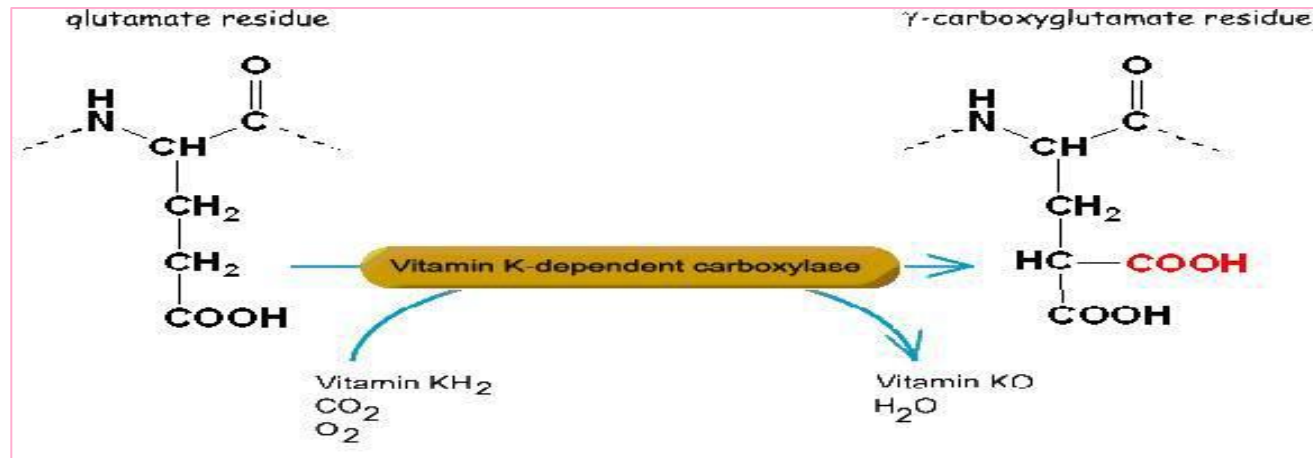 glutamate residue
γ-carboxyglutamate residue
O
O
H
N
CH
C
H
N
CH
C
CH₂
CH₂
CH₂
Vitamin K-dependent carboxylase
HC
COOH
COOH
COOH
Vitamin KH₂
CO₂
O₂
Vitamin KO
H₂O